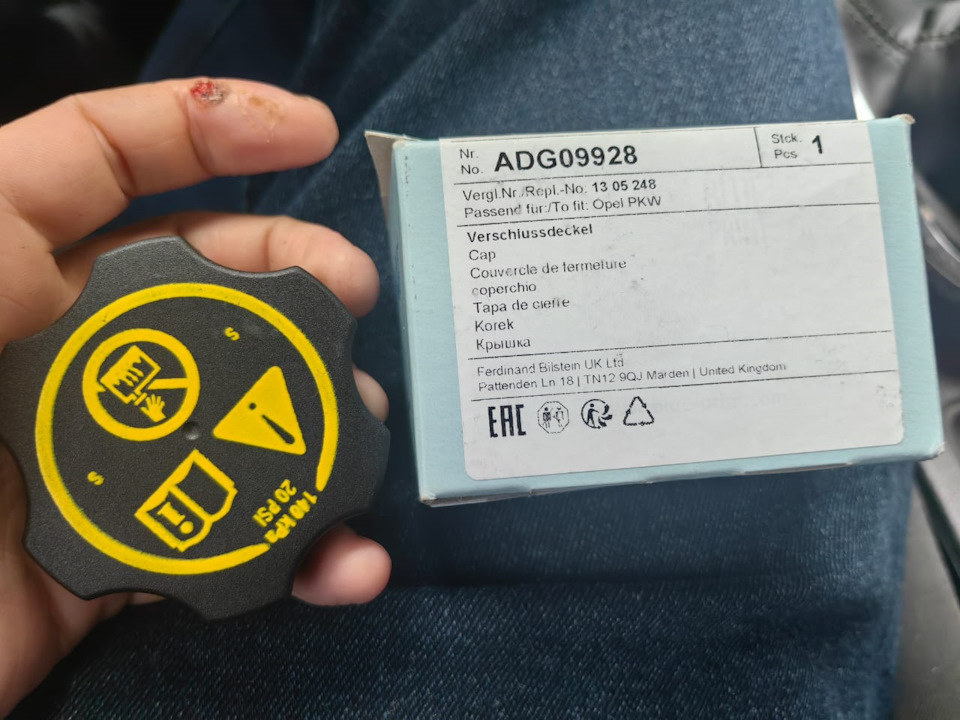 Nr.
No. ADG09928
Stck.
Pcs 1
Vergl.Nr./Repl.-No: 13 05 248
Passend für:/To fit: Opel PKW
Verschlussdeckel
Cap
Couvercle de fermeture
coperchio
Tapa de cierre
Korek
Крышка
Ferdinand Bilstein UK Ltd
Pattenden Ln 18 | TN12 9QJ Marden | United Kingdom
EAC
S
S
140 kPa
20 PSI